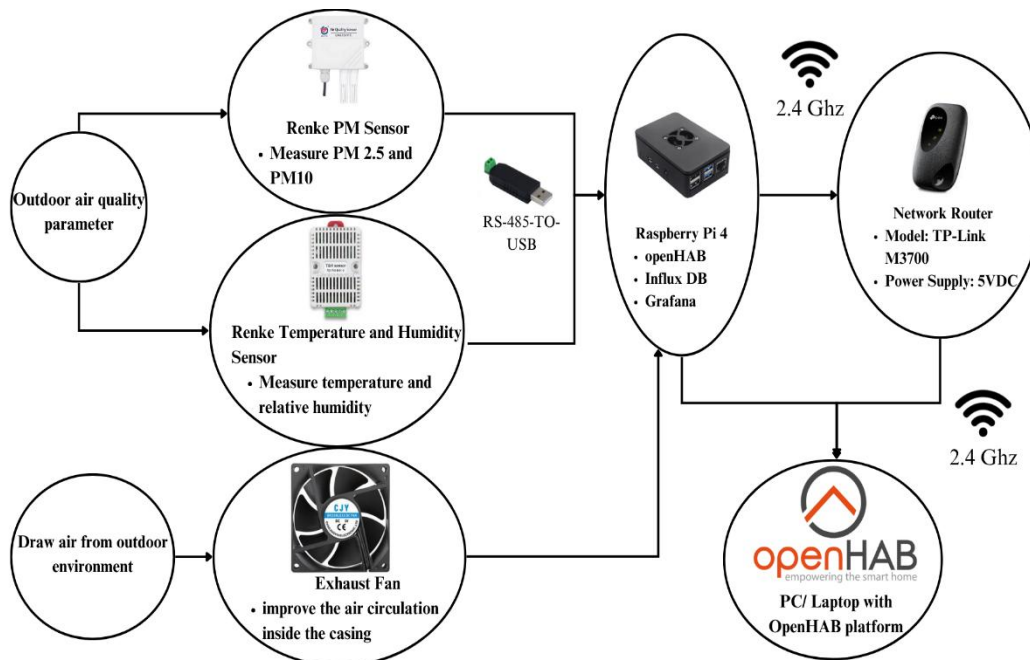 Outdoor air quality
parameter
Renke PM Sensor
• Measure PM 2.5 and
PM10
Renke Temperature and Humidity
Sensor
• Measure temperature and
relative humidity
Draw air from outdoor
environment
CJY
Exhaust Fan
• improve the air circulation
inside the casing
RS-485-TO-
USB
Raspberry Pi 4
• openHAB
• Influx DB
• Grafana
2.4 Ghz
Network Router
• Model: TP-Link
M3700
• Power Supply: 5VDC
2.4 Ghz
openHAB
empowering the smart home
PC/ Laptop with
OpenHAB platform